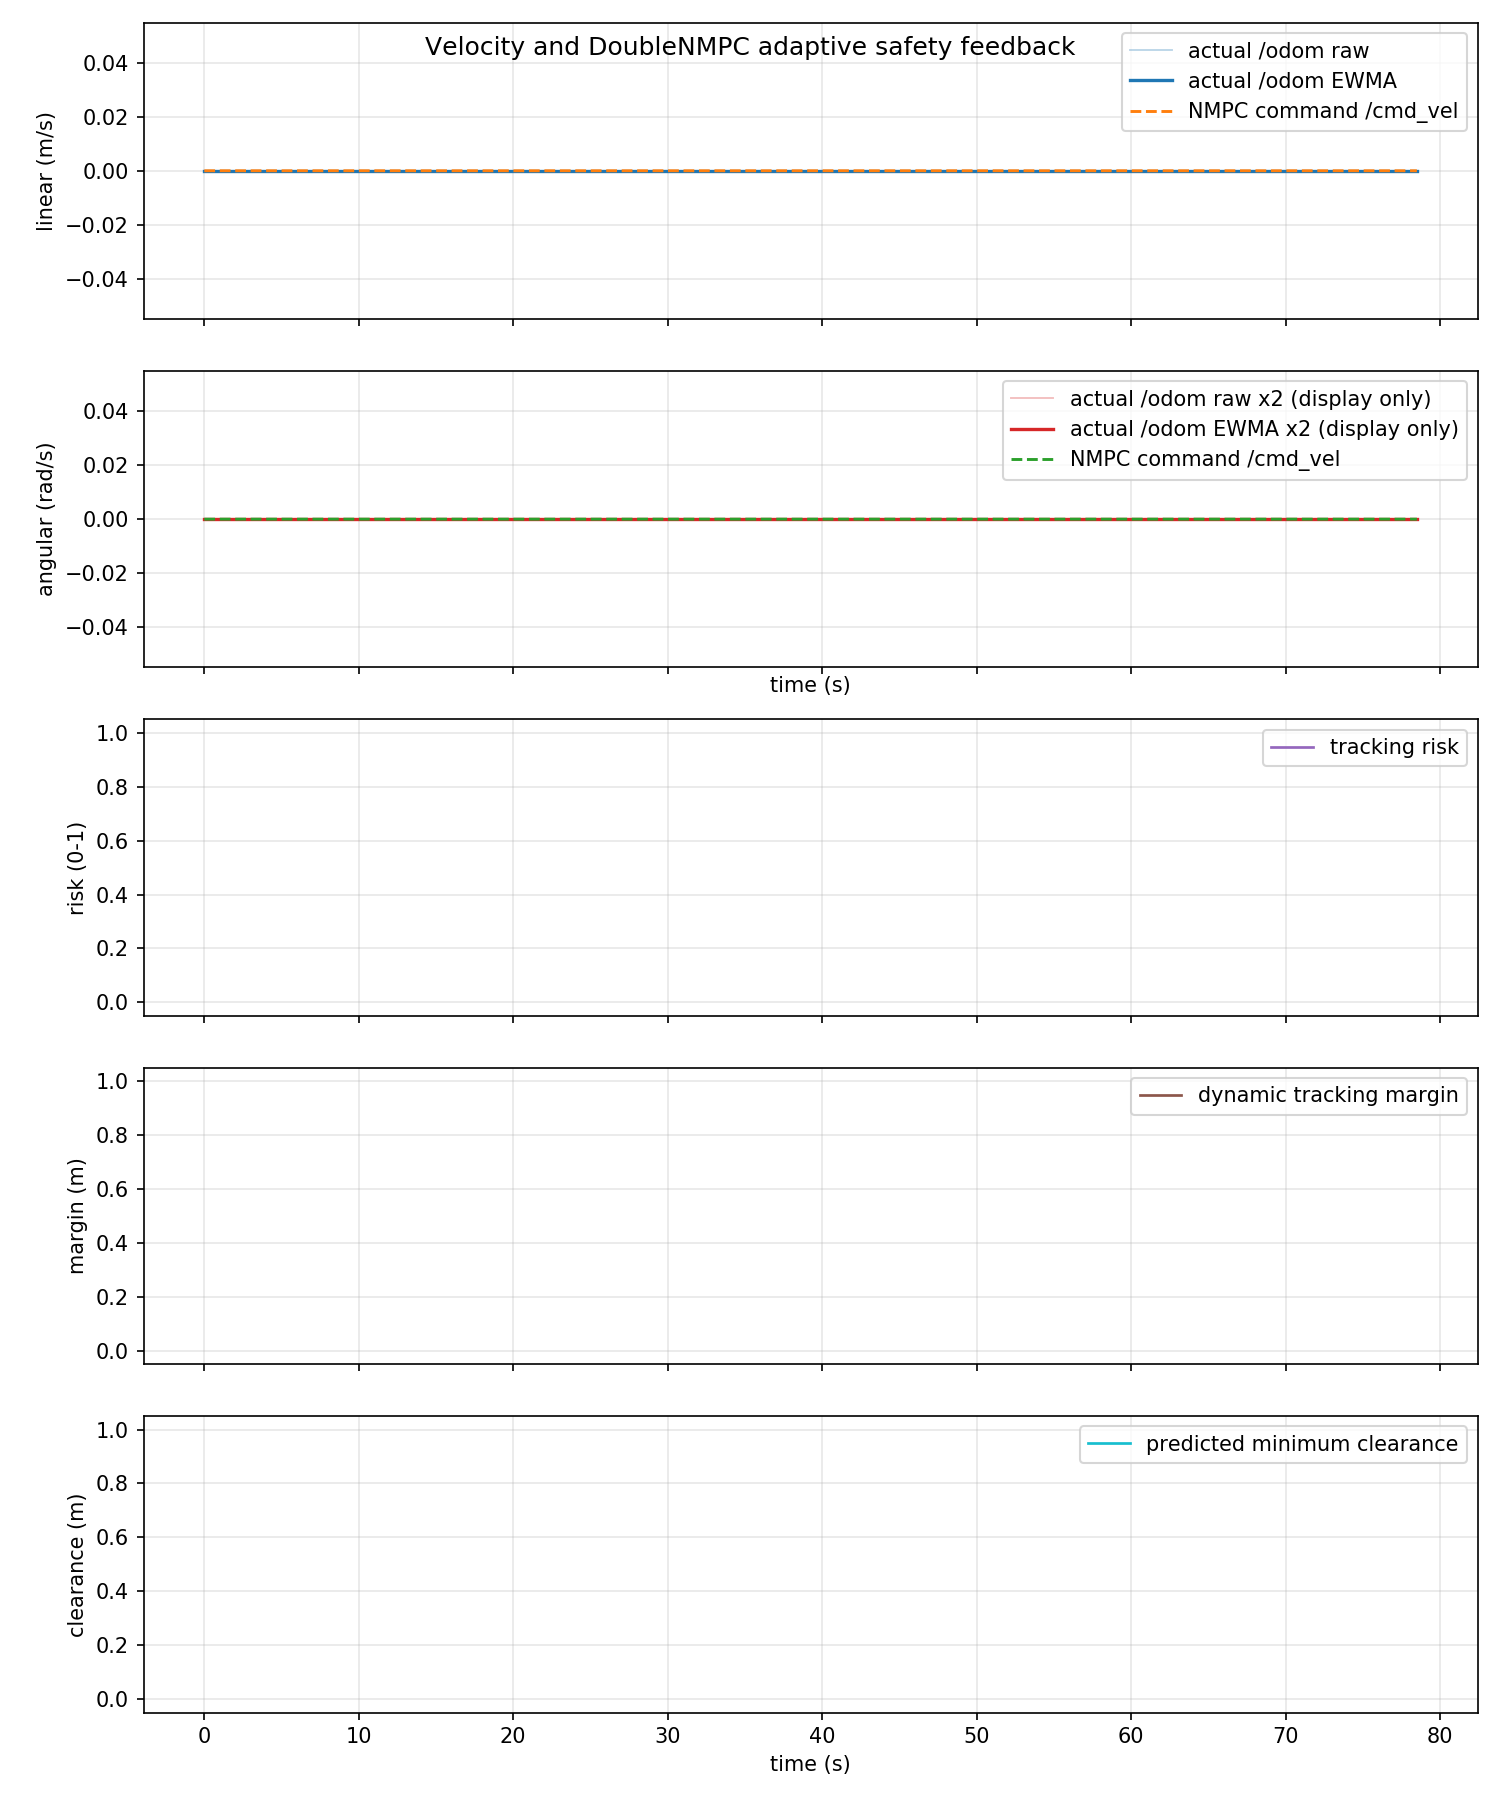 Velocity and DoubleNMPC adaptive safety feedback
actual /odom raw
actual /odom EWMA
NMPC command /cmd_vel
linear (m/s)
0.04
0.02
0.00
−0.02
−0.04
actual /odom raw x2 (display only)
actual /odom EWMA x2 (display only)
NMPC command /cmd_vel
angular (rad/s)
0.04
0.02
0.00
−0.02
−0.04
time (s)
tracking risk
risk (0-1)
1.0
0.8
0.6
0.4
0.2
0.0
dynamic tracking margin
margin (m)
1.0
0.8
0.6
0.4
0.2
0.0
predicted minimum clearance
clearance (m)
1.0
0.8
0.6
0.4
0.2
0.0
0 10 20 30 40 50 60 70 80
time (s)